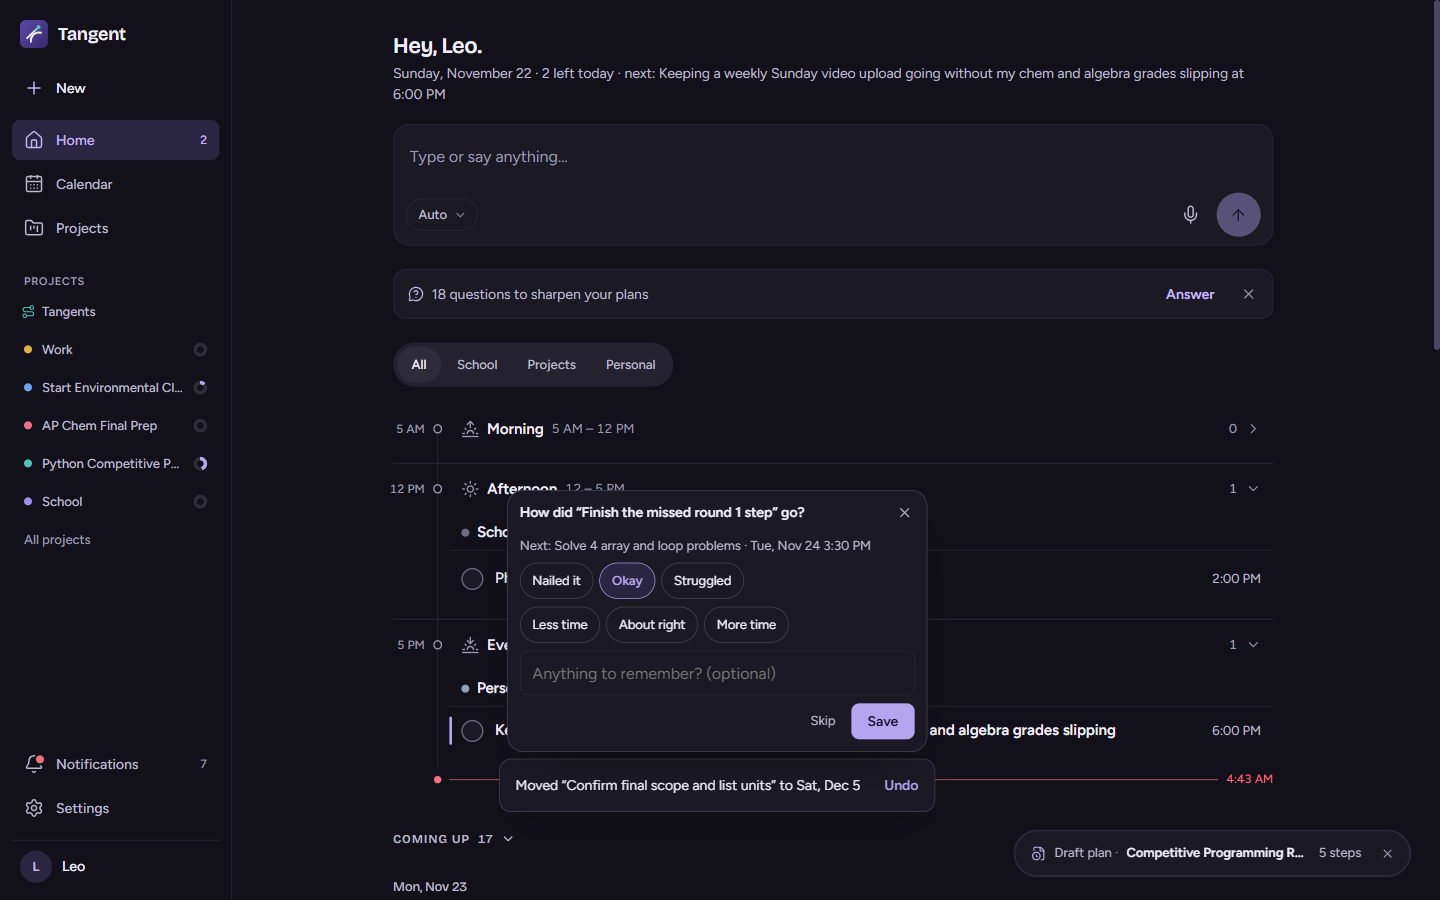 Tangent
New
Home 2
Calendar
Projects
PROJECTS
Tangents
Work
Start Environmental Cl...
AP Chem Final Prep
Python Competitive P...
School
All projects
Notifications 7
Settings
L Leo
Hey, Leo.
Sunday, November 22 · 2 left today · next: Keeping a weekly Sunday video upload going without my chem and algebra grades slipping at
6:00 PM
Type or say anything...
Auto
18 questions to sharpen your plans Answer
All School Projects Personal
5 AM Morning 5 AM – 12 PM 0
12 PM Afternoon 12 – 5 PM 1
How did “Finish the missed round 1 step” go?
Next: Solve 4 array and loop problems · Tue, Nov 24 3:30 PM
Nailed it Okay Struggled
2:00 PM
Less time About right More time
5 PM 1
Anything to remember? (optional)
Skip Save
and algebra grades slipping 6:00 PM
4:43 AM
Moved “Confirm final scope and list units” to Sat, Dec 5 Undo
COMING UP 17
Draft plan · Competitive Programming R... 5 steps
Mon, Nov 23